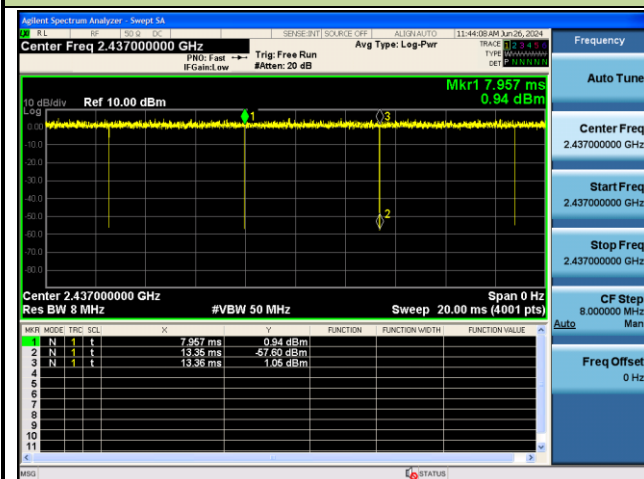 Agilent Spectrum Analyzer - Swept SA
LXI RL RF 50 Ω DC SENSE:INT SOURCE OFF ALIGNAUTO 11:44:08 AM Jun 26, 2024
Center Freq 2.437000000 GHz
PNO: Fast
IFGain:Low
Trig: Free Run
#Atten: 20 dB
Avg Type: Log-Pwr
TRACE 1 2 3 4 5 6
TYPE
DET P N N N N N
Mkr1 7.957 ms
0.94 dBm
10 dB/div Ref 10.00 dBm
Log
1
3
0.00
-10.0
-20.0
-30.0
-40.0
-50.0
2
-60.0
-70.0
-80.0
Center 2.437000000 GHz Span 0 Hz
Res BW 8 MHz #VBW 50 MHz Sweep 20.00 ms (4001 pts)
MKR MODE TRC SCL X Y FUNCTION FUNCTION WIDTH FUNCTION VALUE
1 N 1 t 7.957 ms 0.94 dBm
2 N 1 t 13.35 ms -57.60 dBm
3 N 1 t 13.36 ms 1.05 dBm
4
5
6
7
8
9
10
11
MSG STATUS
Frequency
Auto Tune
Center Freq
2.437000000 GHz
Start Freq
2.437000000 GHz
Stop Freq
2.437000000 GHz
CF Step
8.000000 MHz
Auto Man
Freq Offset
0 Hz